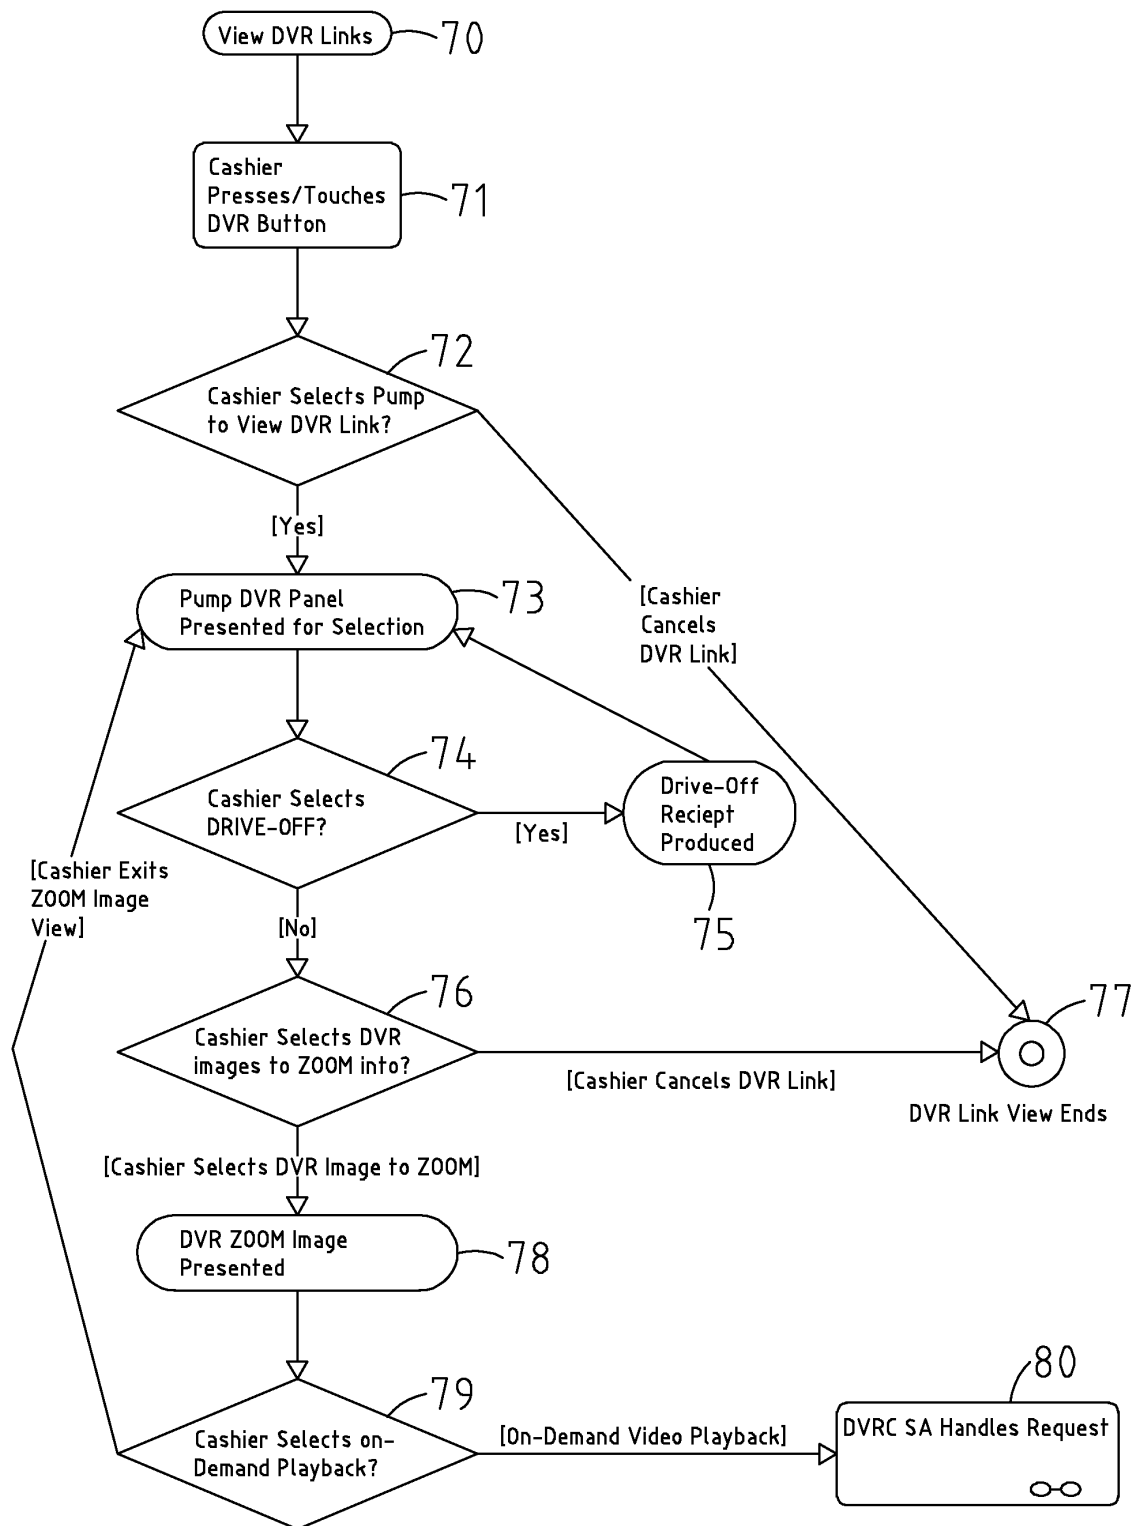 View DVR Links
70
Cashier
Presses/Touches
DVR Button
71
72
Cashier Selects Pump
to View DVR Link?
[Yes]
Pump DVR Panel
Presented for Selection
73
[Cashier
Cancels
DVR Link]
74
Cashier Selects
DRIVE-OFF?
[Yes]
Drive-Off
Reciept
Produced
75
[Cashier Exits
ZOOM Image
View]
[No]
76
Cashier Selects DVR
images to ZOOM into?
[Cashier Cancels DVR Link]
77
DVR Link View Ends
[Cashier Selects DVR Image to ZOOM]
DVR ZOOM Image
Presented
78
79
Cashier Selects on-
Demand Playback?
[On-Demand Video Playback]
80
DVRC SA Handles Request